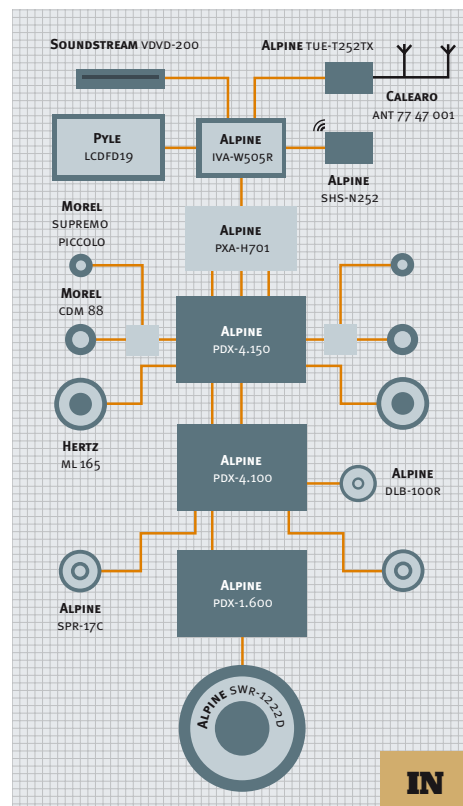 SOUNDSTREAM VDVD-200
ALPINE TUE-T252TX
CALEARO
ANT 77 47 001
PYLE
LCDFD19
ALPINE
IVA-W505R
ALPINE
SHS-N252
MOREL
SUPREMO
PICCOLO
ALPINE
PXA-H701
MOREL
CDM 88
ALPINE
PDX-4.150
HERTZ
ML 165
ALPINE
PDX-4.100
ALPINE
DLB-100R
ALPINE
SPR-17C
ALPINE
PDX-1.600
ALPINE SWR-1222D
IN